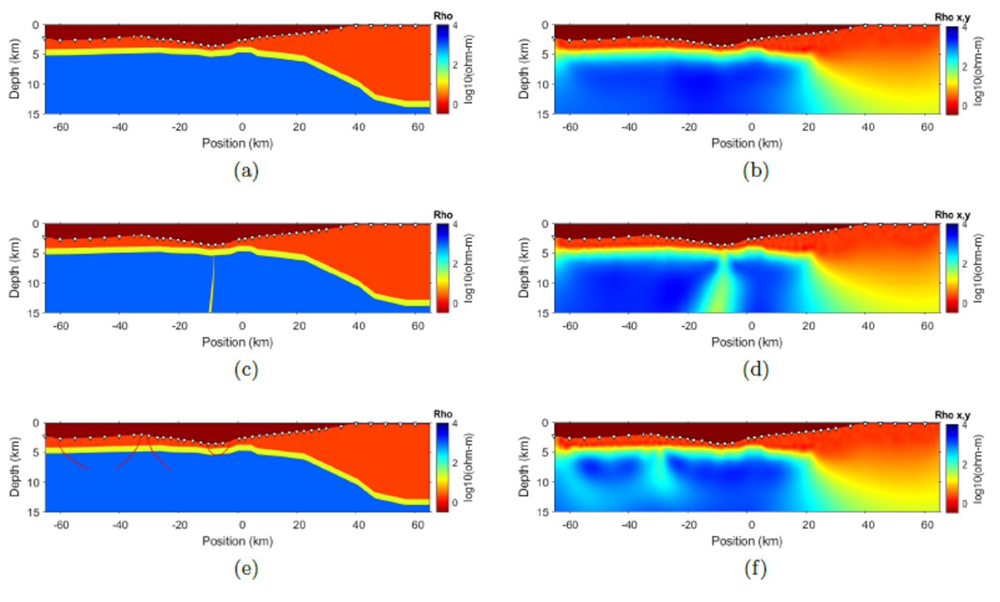 Rho
0
5
10
15
Depth (km)
-60
-40
-20
0
20
40
60
Position (km)
4
2
0
log10(ohm-m)
(a)
Rho x,y
0
5
10
15
Depth (km)
-60
-40
-20
0
20
40
60
Position (km)
4
2
0
log10(ohm-m)
(b)
Rho
0
5
10
15
Depth (km)
-60
-40
-20
0
20
40
60
Position (km)
4
2
0
log10(ohm-m)
(c)
Rho x,y
0
5
10
15
Depth (km)
-60
-40
-20
0
20
40
60
Position (km)
4
2
0
log10(ohm-m)
(d)
Rho
0
5
10
15
Depth (km)
-60
-40
-20
0
20
40
60
Position (km)
4
2
0
log10(ohm-m)
(e)
Rho x,y
0
5
10
15
Depth (km)
-60
-40
-20
0
20
40
60
Position (km)
4
2
0
log10(ohm-m)
(f)